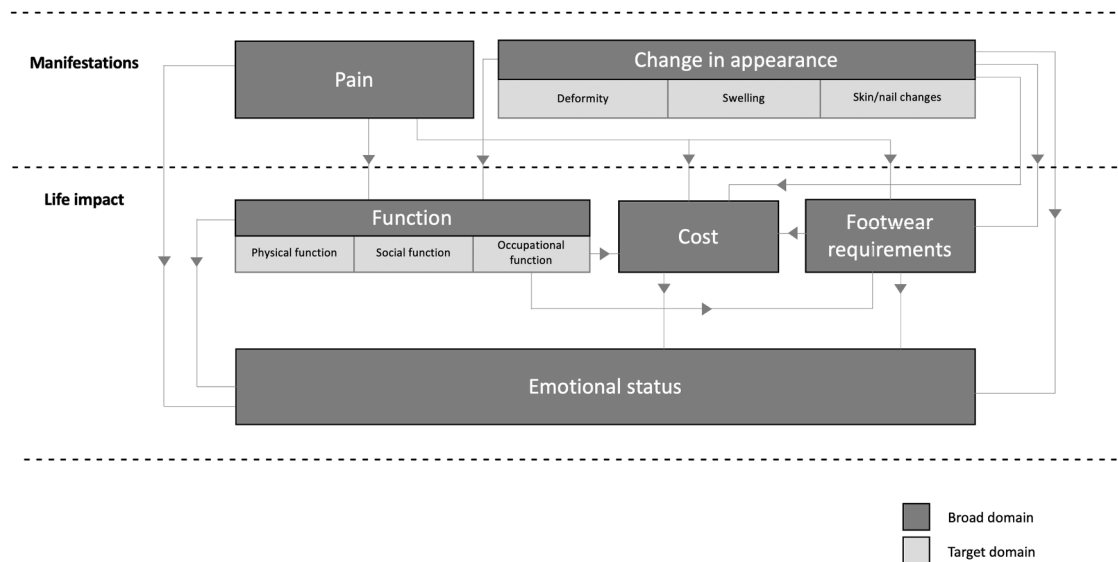 Manifestations
Pain
Change in appearance
Deformity
Swelling
Skin/nail changes
Life impact
Function
Physical function
Social function
Occupational
function
Cost
Footwear
requirements
Emotional status
Broad domain
Target domain